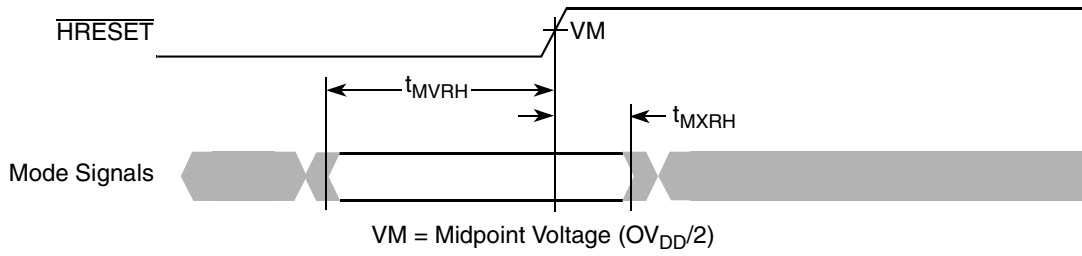 HRESET
VM
tMVRH
tMXRH
Mode Signals
VM = Midpoint Voltage (OVDD/2)